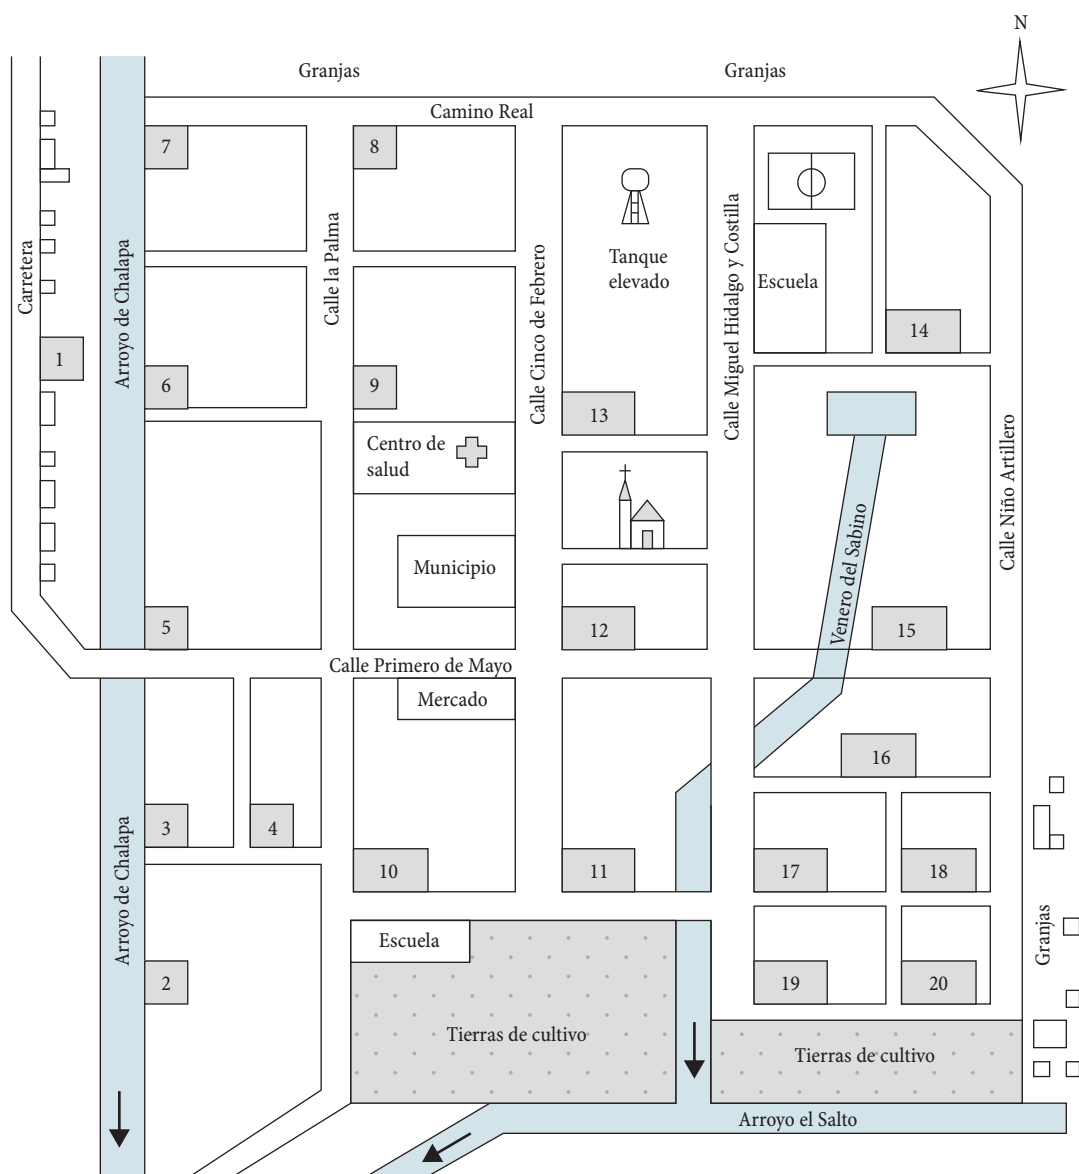 N
Granjas
Granjas
Camino Real
7
8
Tanque
elevado
Escuela
Carretera
Arroyo de Chalapa
Calle la Palma
Calle Cinco de Febrero
Calle Miguel Hidalgo y Costilla
14
1
6
9
13
Centro de
salud
Calle Niño Artillero
Venero del Sabino
Municipio
5
12
15
Calle Primero de Mayo
Mercado
16
3
4
Arroyo de Chalapa
10
11
17
18
Escuela
Granjas
2
19
20
Tierras de cultivo
Tierras de cultivo
Arroyo el Salto